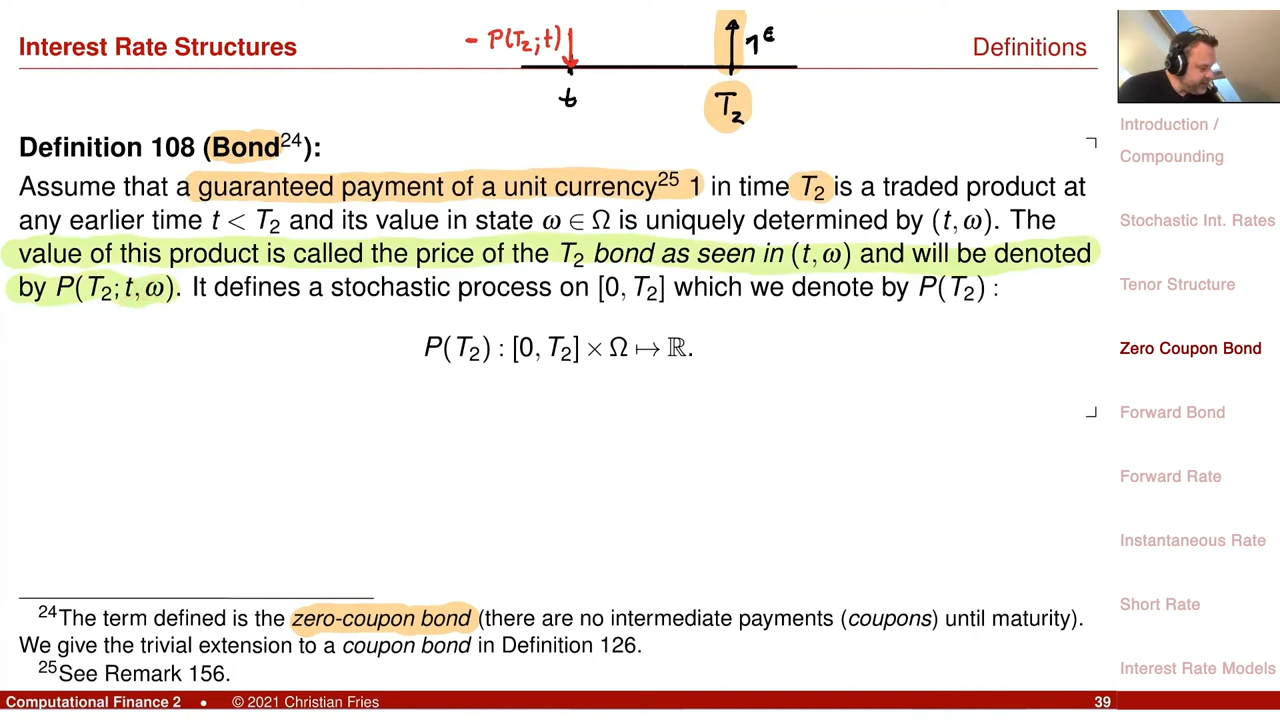 Interest Rate Structures
- P(T₂;t)
t
1€
T₂
Definitions
Definition 108 (Bond²⁴):
Assume that a guaranteed payment of a unit currency²⁵ 1 in time T₂ is a traded product at
any earlier time t < T₂ and its value in state ω ∈ Ω is uniquely determined by (t, ω). The
value of this product is called the price of the T₂ bond as seen in (t, ω) and will be denoted
by P(T₂; t, ω). It defines a stochastic process on [0, T₂] which we denote by P(T₂) :
P(T₂) : [0, T₂] × Ω ↦ ℝ.
²⁴The term defined is the zero-coupon bond (there are no intermediate payments (coupons) until maturity).
We give the trivial extension to a coupon bond in Definition 126.
²⁵See Remark 156.
Introduction /
Compounding
Stochastic Int. Rates
Tenor Structure
Zero Coupon Bond
Forward Bond
Forward Rate
Instantaneous Rate
Short Rate
Interest Rate Models
Computational Finance 2 • © 2021 Christian Fries
39